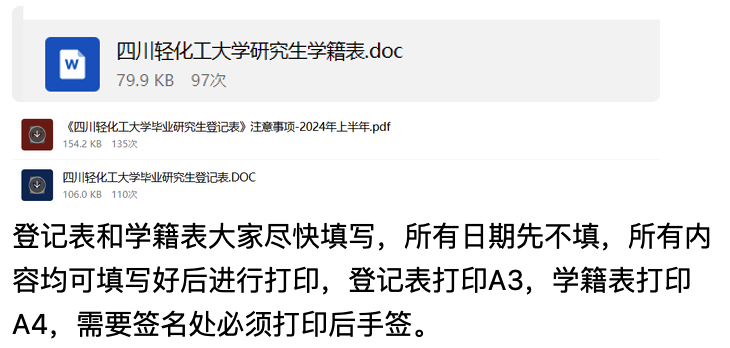 W
四川轻化工大学研究生学籍表.doc
79.9 KB 97次
《四川轻化工大学毕业研究生登记表》注意事项-2024年上半年.pdf
154.2 KB 135次
四川轻化工大学毕业研究生登记表.DOC
106.0 KB 110次
登记表和学籍表大家尽快填写，所有日期先不填，所有内
容均可填写好后进行打印，登记表打印A3，学籍表打印
A4，需要签名处必须打印后手签。